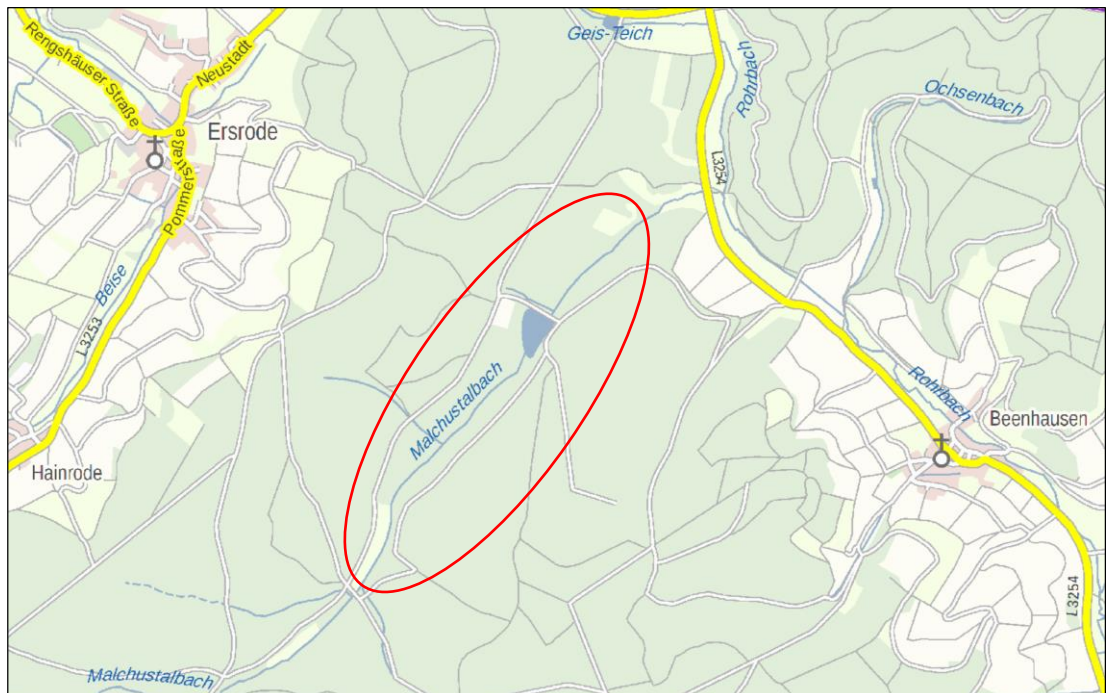 Geis-Teich
Rengshäuser Straße
Neustadt
Rohrbach
Ochsenbach
Ersrode
L3254
Pommerstraße
Beise
L3253
Malchustalbach
Rohrbach
Beenhausen
Hainrode
L3254
Malchustalbach